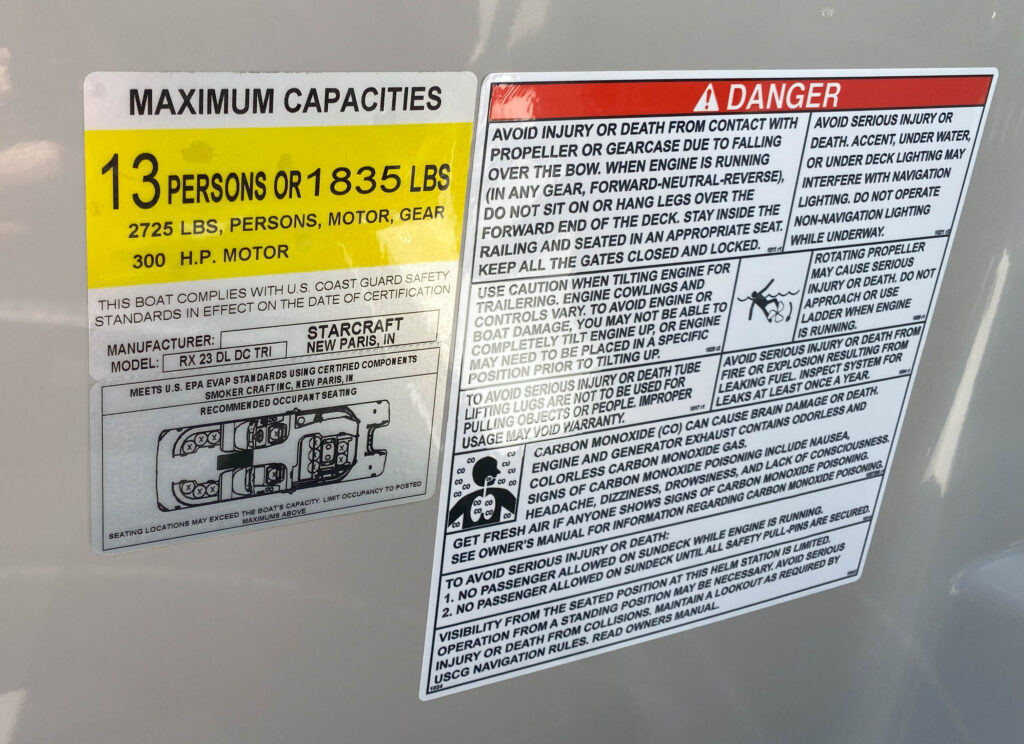 MAXIMUM CAPACITIES
13 PERSONS OR 1835 LBS
2725 LBS, PERSONS, MOTOR, GEAR
300 H.P. MOTOR
THIS BOAT COMPLIES WITH U.S. COAST GUARD SAFETY
STANDARDS IN EFFECT ON THE DATE OF CERTIFICATION
MANUFACTURER: STARCRAFT
NEW PARIS, IN
MODEL: RX 23 DL DC TRI
MEETS U.S. EPA EVAP STANDARDS USING CERTIFIED COMPONENTS
SMOKER CRAFT INC, NEW PARIS, IN
RECOMMENDED OCCUPANT SEATING
SEATING LOCATIONS MAY EXCEED THE BOAT'S CAPACITY. LIMIT OCCUPANCY TO POSTED
MAXIMUMS ABOVE
DANGER
AVOID INJURY OR DEATH FROM CONTACT WITH
PROPELLER OR GEARCASE DUE TO FALLING
OVER THE BOW. WHEN ENGINE IS RUNNING
(IN ANY GEAR, FORWARD-NEUTRAL-REVERSE),
DO NOT SIT ON OR HANG LEGS OVER THE
FORWARD END OF THE DECK. STAY INSIDE THE
RAILING AND SEATED IN AN APPROPRIATE SEAT.
KEEP ALL THE GATES CLOSED AND LOCKED.
AVOID SERIOUS INJURY OR
DEATH. ACCENT, UNDER WATER,
OR UNDER DECK LIGHTING MAY
INTERFERE WITH NAVIGATION
LIGHTING. DO NOT OPERATE
NON-NAVIGATION LIGHTING
WHILE UNDERWAY.
USE CAUTION WHEN TILTING ENGINE FOR
TRAILERING. ENGINE COWLINGS AND
CONTROLS VARY. TO AVOID ENGINE OR
BOAT DAMAGE, YOU MAY NOT BE ABLE TO
COMPLETELY TILT ENGINE UP, OR ENGINE
MAY NEED TO BE PLACED IN A SPECIFIC
POSITION PRIOR TO TILTING UP.
ROTATING PROPELLER
MAY CAUSE SERIOUS
INJURY OR DEATH. DO NOT
APPROACH OR USE
LADDER WHEN ENGINE
IS RUNNING.
TO AVOID SERIOUS INJURY OR DEATH TUBE
LIFTING LUGS ARE NOT TO BE USED FOR
PULLING OBJECTS OR PEOPLE. IMPROPER
USAGE MAY VOID WARRANTY.
AVOID SERIOUS INJURY OR DEATH FROM
FIRE OR EXPLOSION RESULTING FROM
LEAKING FUEL. INSPECT SYSTEM FOR
LEAKS AT LEAST ONCE A YEAR.
CARBON MONOXIDE (CO) CAN CAUSE BRAIN DAMAGE OR DEATH.
ENGINE AND GENERATOR EXHAUST CONTAINS ODORLESS AND
COLORLESS CARBON MONOXIDE GAS.
SIGNS OF CARBON MONOXIDE POISONING INCLUDE NAUSEA,
HEADACHE, DIZZINESS, DROWSINESS, AND LACK OF CONSCIOUSNESS.
GET FRESH AIR IF ANYONE SHOWS SIGNS OF CARBON MONOXIDE POISONING.
SEE OWNER'S MANUAL FOR INFORMATION REGARDING CARBON MONOXIDE POISONING.
TO AVOID SERIOUS INJURY OR DEATH:
1. NO PASSENGER ALLOWED ON SUNDECK WHILE ENGINE IS RUNNING.
2. NO PASSENGER ALLOWED ON SUNDECK UNTIL ALL SAFETY PULL-PINS ARE SECURED.
VISIBILITY FROM THE SEATED POSITION AT THIS HELM STATION IS LIMITED.
OPERATION FROM A STANDING POSITION MAY BE NECESSARY. AVOID SERIOUS
INJURY OR DEATH FROM COLLISIONS. MAINTAIN A LOOKOUT AS REQUIRED BY
USCG NAVIGATION RULES. READ OWNERS MANUAL.
1024